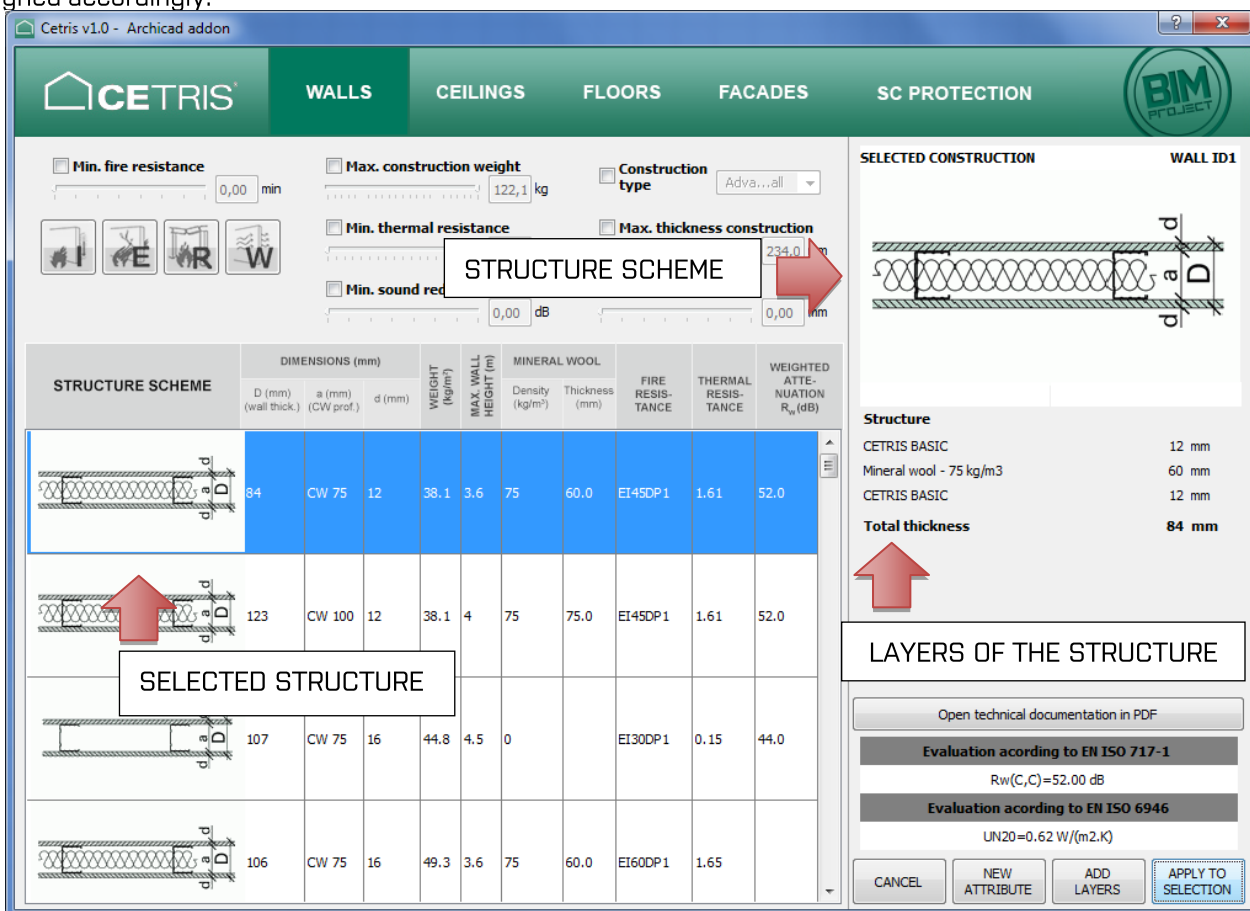 gned accordingly.
Cetris v1.0 - Archicad addon
CETRIS
WALLS
CEILINGS
FLOORS
FACADES
SC PROTECTION
BIM
PROJECT
Min. fire resistance
0,00 min
I
E
R
W
Max. construction weight
122,1 kg
Min. thermal resistance
Min. sound red
0,00 dB
Construction
type
Adva...all
Max. thickness construction
234.0
0,00 mm
STRUCTURE SCHEME
SELECTED CONSTRUCTION WALL ID1
d
a D
d
STRUCTURE SCHEME
DIMENSIONS (mm)
D (mm)
(wall thick.)
a (mm)
(CW prof.)
d (mm)
WEIGHT
(kg/m²)
MAX. WALL
HEIGHT (m)
MINERAL WOOL
Density
(kg/m³)
Thickness
(mm)
FIRE
RESIS-
TANCE
THERMAL
RESIS-
TANCE
WEIGHTED
ATTE-
NUATION
Rw(dB)
d
a D
d
84 CW 75 12 38.1 3.6 75 60.0 EI45DP1 1.61 52.0
d
a D
d
123 CW 100 12 38.1 4 75 75.0 EI45DP1 1.61 52.0
SELECTED STRUCTURE
a D
d
107 CW 75 16 44.8 4.5 0 EI30DP1 0.15 44.0
d
a D
d
106 CW 75 16 49.3 3.6 75 60.0 EI60DP1 1.65
Structure
CETRIS BASIC 12 mm
Mineral wool - 75 kg/m3 60 mm
CETRIS BASIC 12 mm
Total thickness 84 mm
LAYERS OF THE STRUCTURE
Open technical documentation in PDF
Evaluation acording to EN ISO 717-1
Rw(C,C)=52.00 dB
Evaluation acording to EN ISO 6946
UN20=0.62 W/(m2.K)
CANCEL
NEW
ATTRIBUTE
ADD
LAYERS
APPLY TO
SELECTION